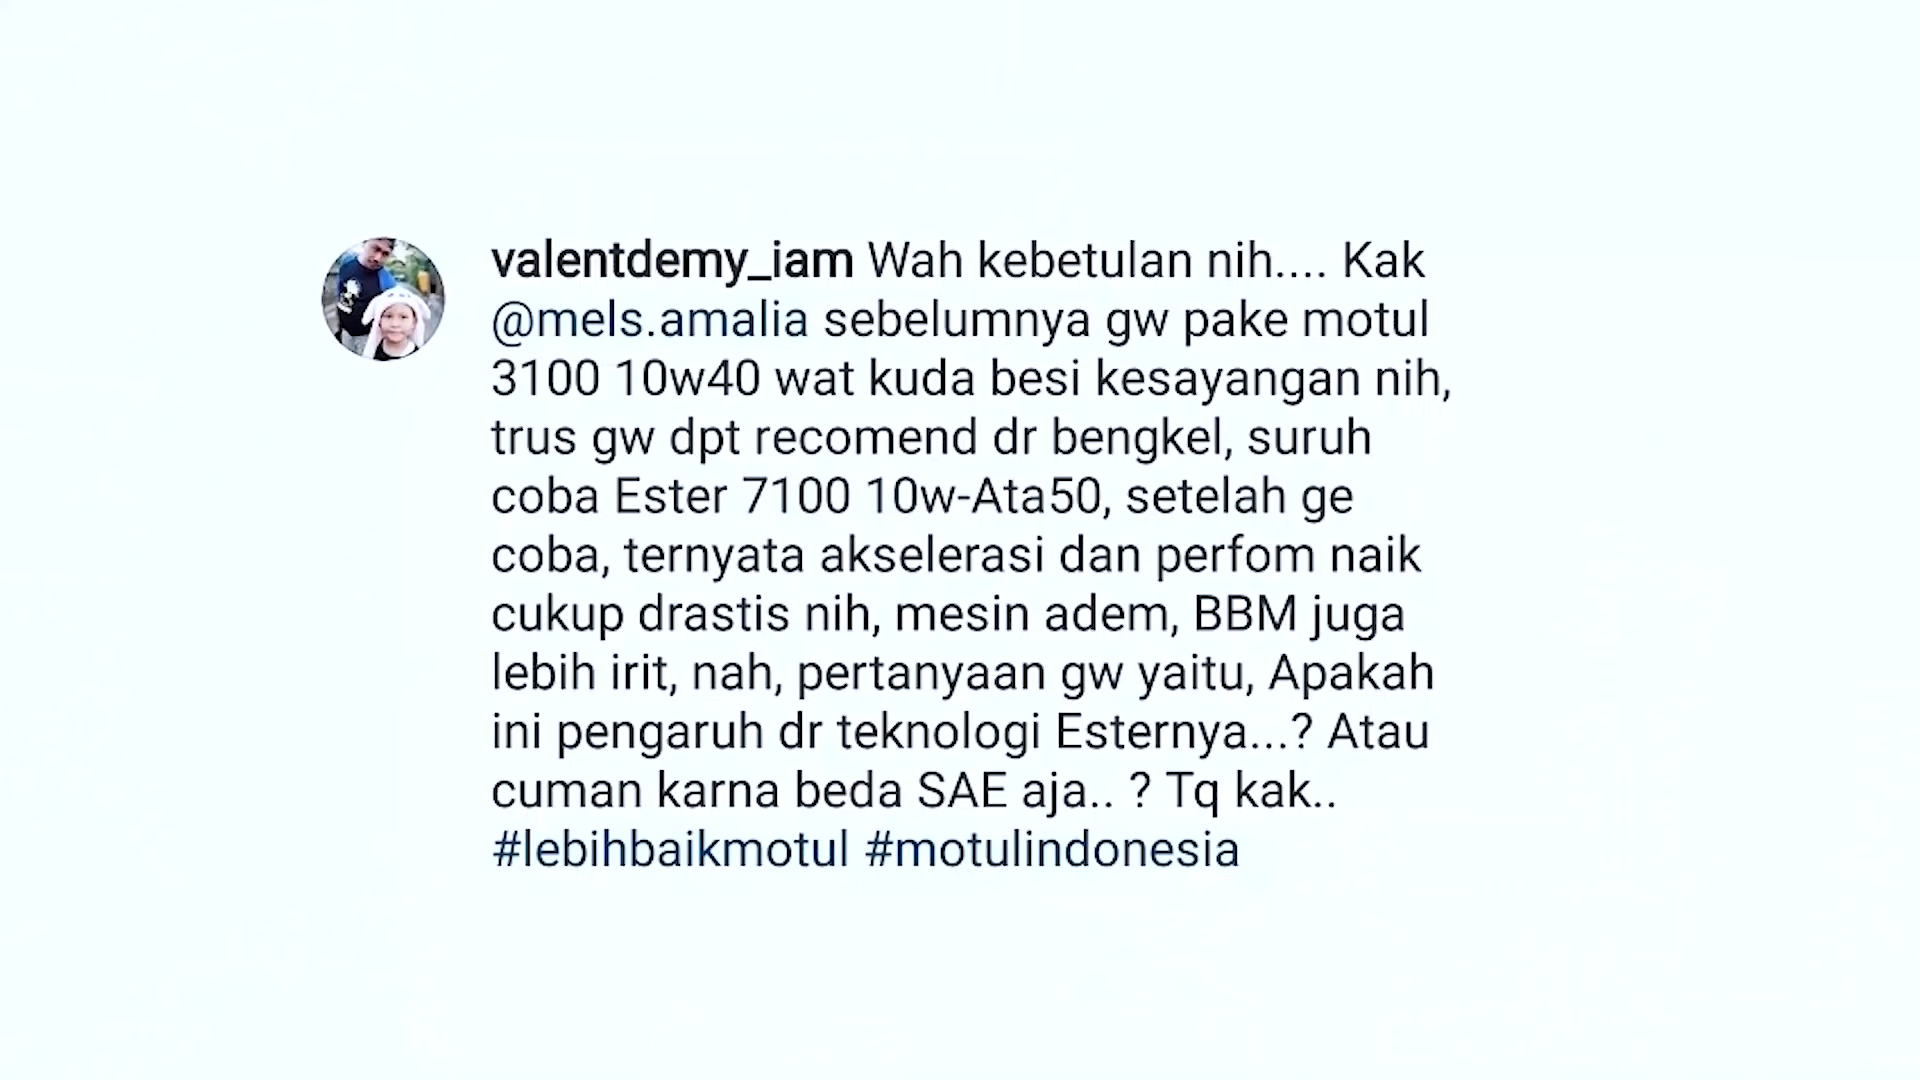 valentdemy_iam Wah kebetulan nih.... Kak
@mels.amalia sebelumnya gw pake motul
3100 10w40 wat kuda besi kesayangan nih,
trus gw dpt recomend dr bengkel, suruh
coba Ester 7100 10w-Ata50, setelah ge
coba, ternyata akselerasi dan perfom naik
cukup drastis nih, mesin adem, BBM juga
lebih irit, nah, pertanyaan gw yaitu, Apakah
ini pengaruh dr teknologi Esternya...? Atau
cuman karna beda SAE aja.. ? Tq kak..
#lebihbaikmotul #motulindonesia